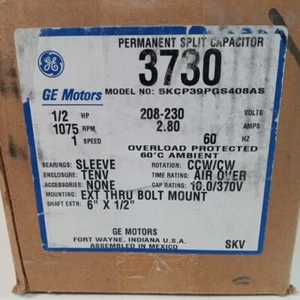 PERMANENT SPLIT CAPACITOR
3730
MODEL NO: 5KCP39PGS408AS
GE Motors
1/2 HP 208-230 VOLTS
1075 RPM 2.80 AMPS
1 SPEED 60 HZ
OVERLOAD PROTECTED
60°C AMBIENT
BEARINGS: SLEEVE ROTATION: CCW/CW
ENCLOSURE: TENV TIME RATING: AIR OVER
ACCESSORIES: NONE CAP RATING: 10.0/370V
MOUNTING: EXT THRU BOLT MOUNT
SHAFT EXTN: 6" X 1/2"
GE MOTORS
FORT WAYNE, INDIANA U.S.A.
ASSEMBLED IN MEXICO SKV